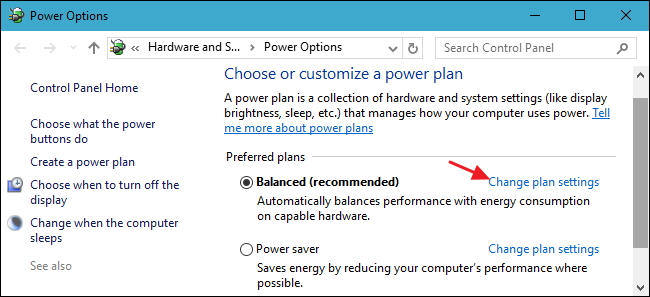 Power Options
Hardware and S... Power Options
Search Control Panel
Control Panel Home
Choose what the power
buttons do
Create a power plan
Choose when to turn off the
display
Change when the computer
sleeps
See also
Choose or customize a power plan
A power plan is a collection of hardware and system settings (like display
brightness, sleep, etc.) that manages how your computer uses power. Tell
me more about power plans
Preferred plans
Balanced (recommended) Change plan settings
Automatically balances performance with energy consumption
on capable hardware.
Power saver Change plan settings
Saves energy by reducing your computer's performance where
possible.